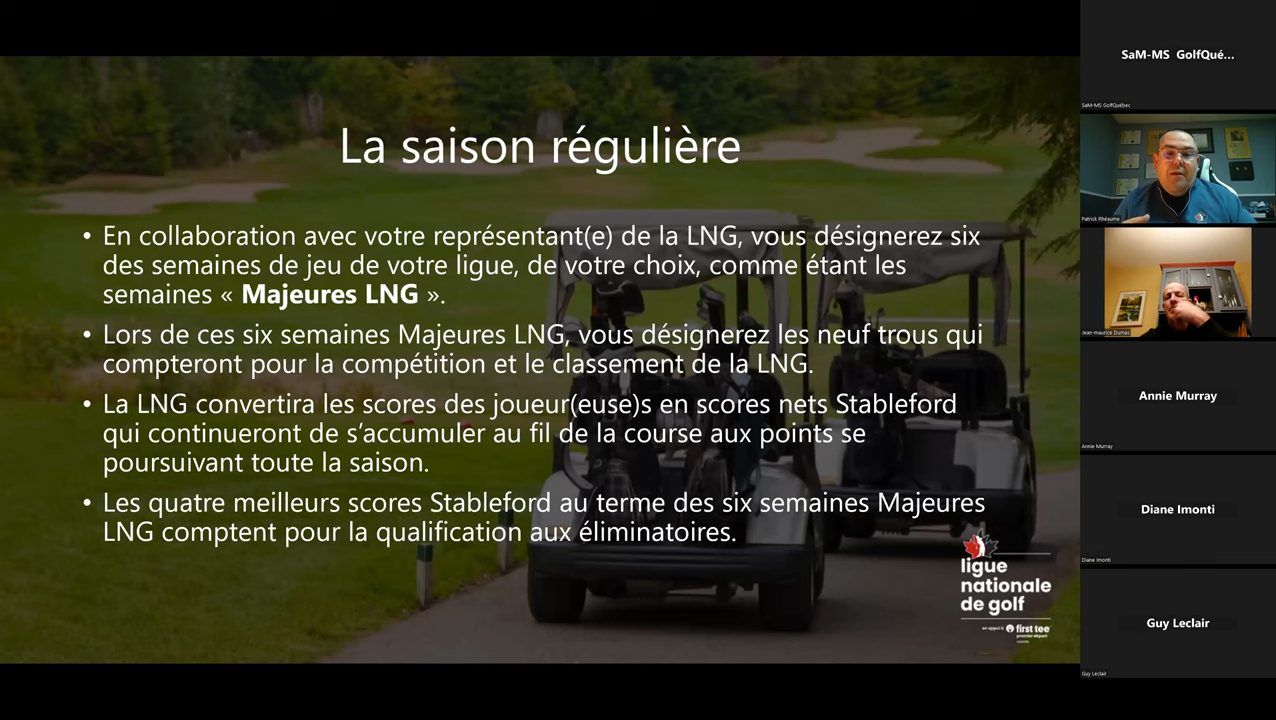 La saison régulière
• En collaboration avec votre représentant(e) de la LNG, vous désignerez six
des semaines de jeu de votre ligue, de votre choix, comme étant les
semaines « Majeures LNG ».
• Lors de ces six semaines Majeures LNG, vous désignerez les neuf trous qui
compteront pour la compétition et le classement de la LNG.
• La LNG convertira les scores des joueur(euse)s en scores nets Stableford
qui continueront de s’accumuler au fil de la course aux points se
poursuivant toute la saison.
• Les quatre meilleurs scores Stableford au terme des six semaines Majeures
LNG comptent pour la qualification aux éliminatoires.
ligue
nationale
de golf
en appui à first tee
premier départ
canada
SaM-MS GolfQué...
SaM-MS GolfQuébec
Patrick Rhéaume
Jean-maurice Dumas
Annie Murray
Annie Murray
Diane Imonti
Diane Imonti
Guy Leclair
Guy Leclair